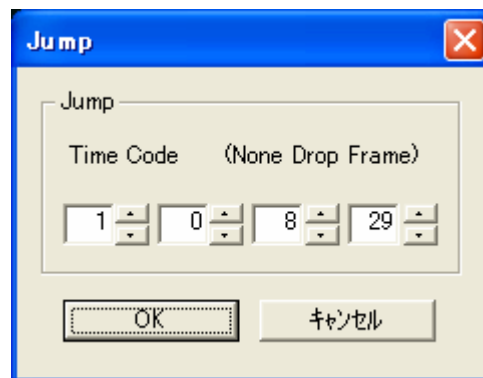 Jump
Jump
Time Code (None Drop Frame)
1 0 8 29
OK キャンセル